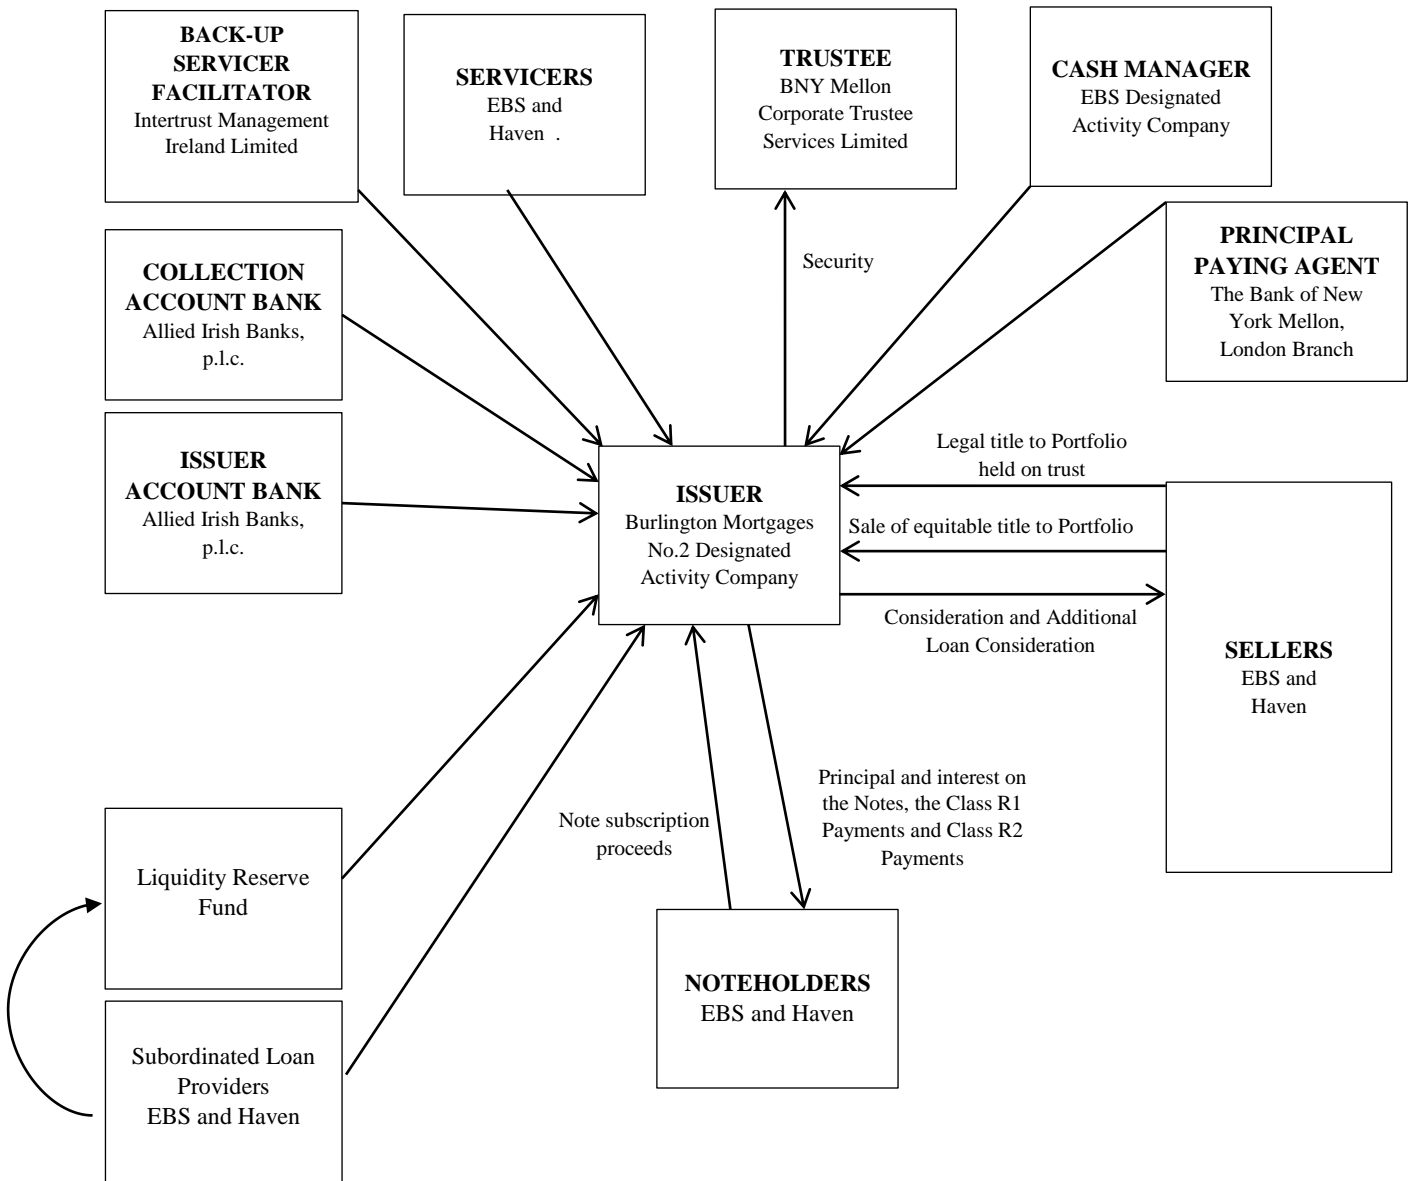 BACK-UP
SERVICER
FACILITATOR
Intertrust Management
Ireland Limited
SERVICERS
EBS and
Haven .
TRUSTEE
BNY Mellon
Corporate Trustee
Services Limited
CASH MANAGER
EBS Designated
Activity Company
PRINCIPAL
PAYING AGENT
The Bank of New
York Mellon,
London Branch
COLLECTION
ACCOUNT BANK
Allied Irish Banks,
p.l.c.
Security
ISSUER
ACCOUNT BANK
Allied Irish Banks,
p.l.c.
ISSUER
Burlington Mortgages
No.2 Designated
Activity Company
Legal title to Portfolio
held on trust
Sale of equitable title to Portfolio
Consideration and Additional
Loan Consideration
SELLERS
EBS and
Haven
Note subscription
proceeds
Principal and interest on
the Notes, the Class R1
Payments and Class R2
Payments
Liquidity Reserve
Fund
NOTEHOLDERS
EBS and Haven
Subordinated Loan
Providers
EBS and Haven